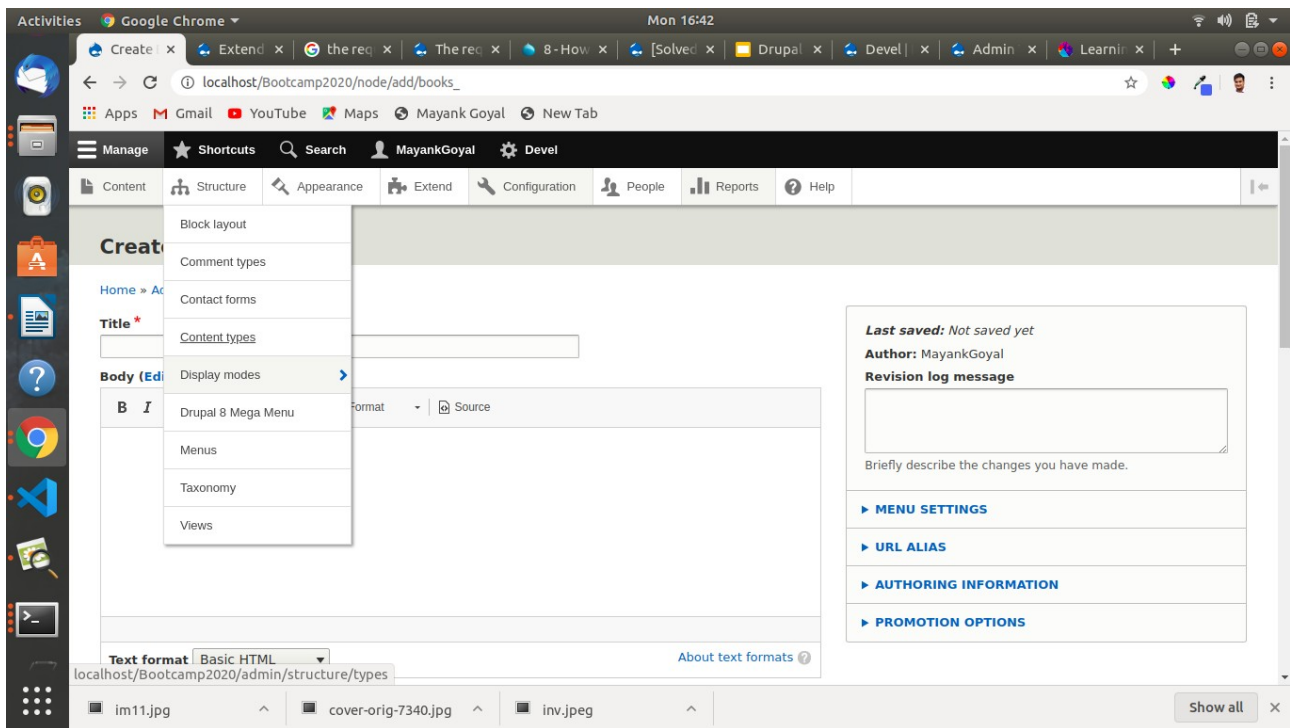 Activities Google Chrome Mon 16:42
Create Extend the req The req 8 - How [Solved Drupal Devel | Admin Learnin
localhost/Bootcamp2020/node/add/books_
Apps Gmail YouTube Maps Mayank Goyal New Tab
Manage Shortcuts Search MayankGoyal Devel
Content Structure Appearance Extend Configuration People Reports Help
Block layout
Comment types
Contact forms
Content types
Display modes
Drupal 8 Mega Menu
Menus
Taxonomy
Views
Creat
Home » Ad
Title *
Body (Edi
B I Format Source
Text format Basic HTML About text formats
Last saved: Not saved yet
Author: MayankGoyal
Revision log message
Briefly describe the changes you have made.
MENU SETTINGS
URL ALIAS
AUTHORING INFORMATION
PROMOTION OPTIONS
localhost/Bootcamp2020/admin/structure/types
im11.jpg cover-orig-7340.jpg inv.jpeg Show all